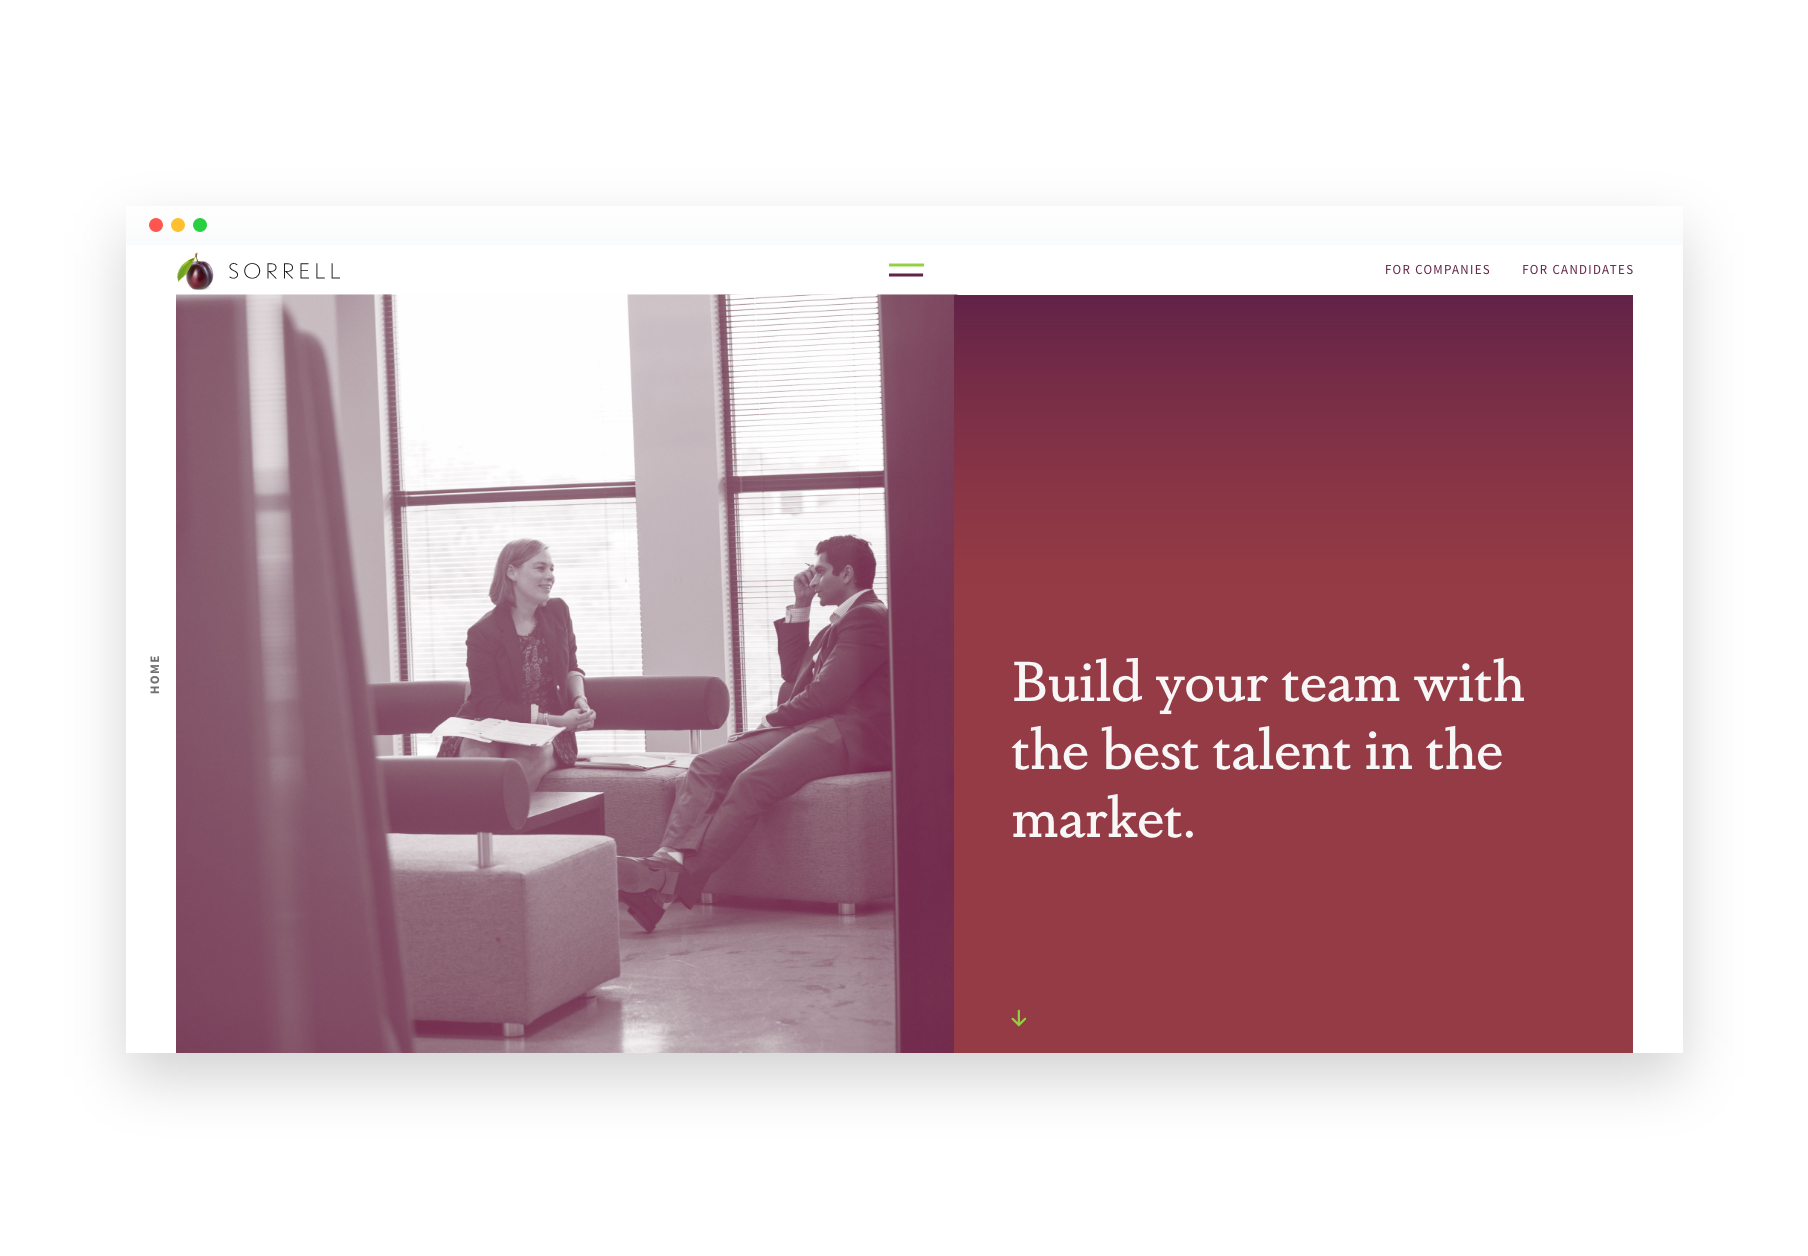 SORRELL
FOR COMPANIES
FOR CANDIDATES
HOME
Build your team with
the best talent in the
market.